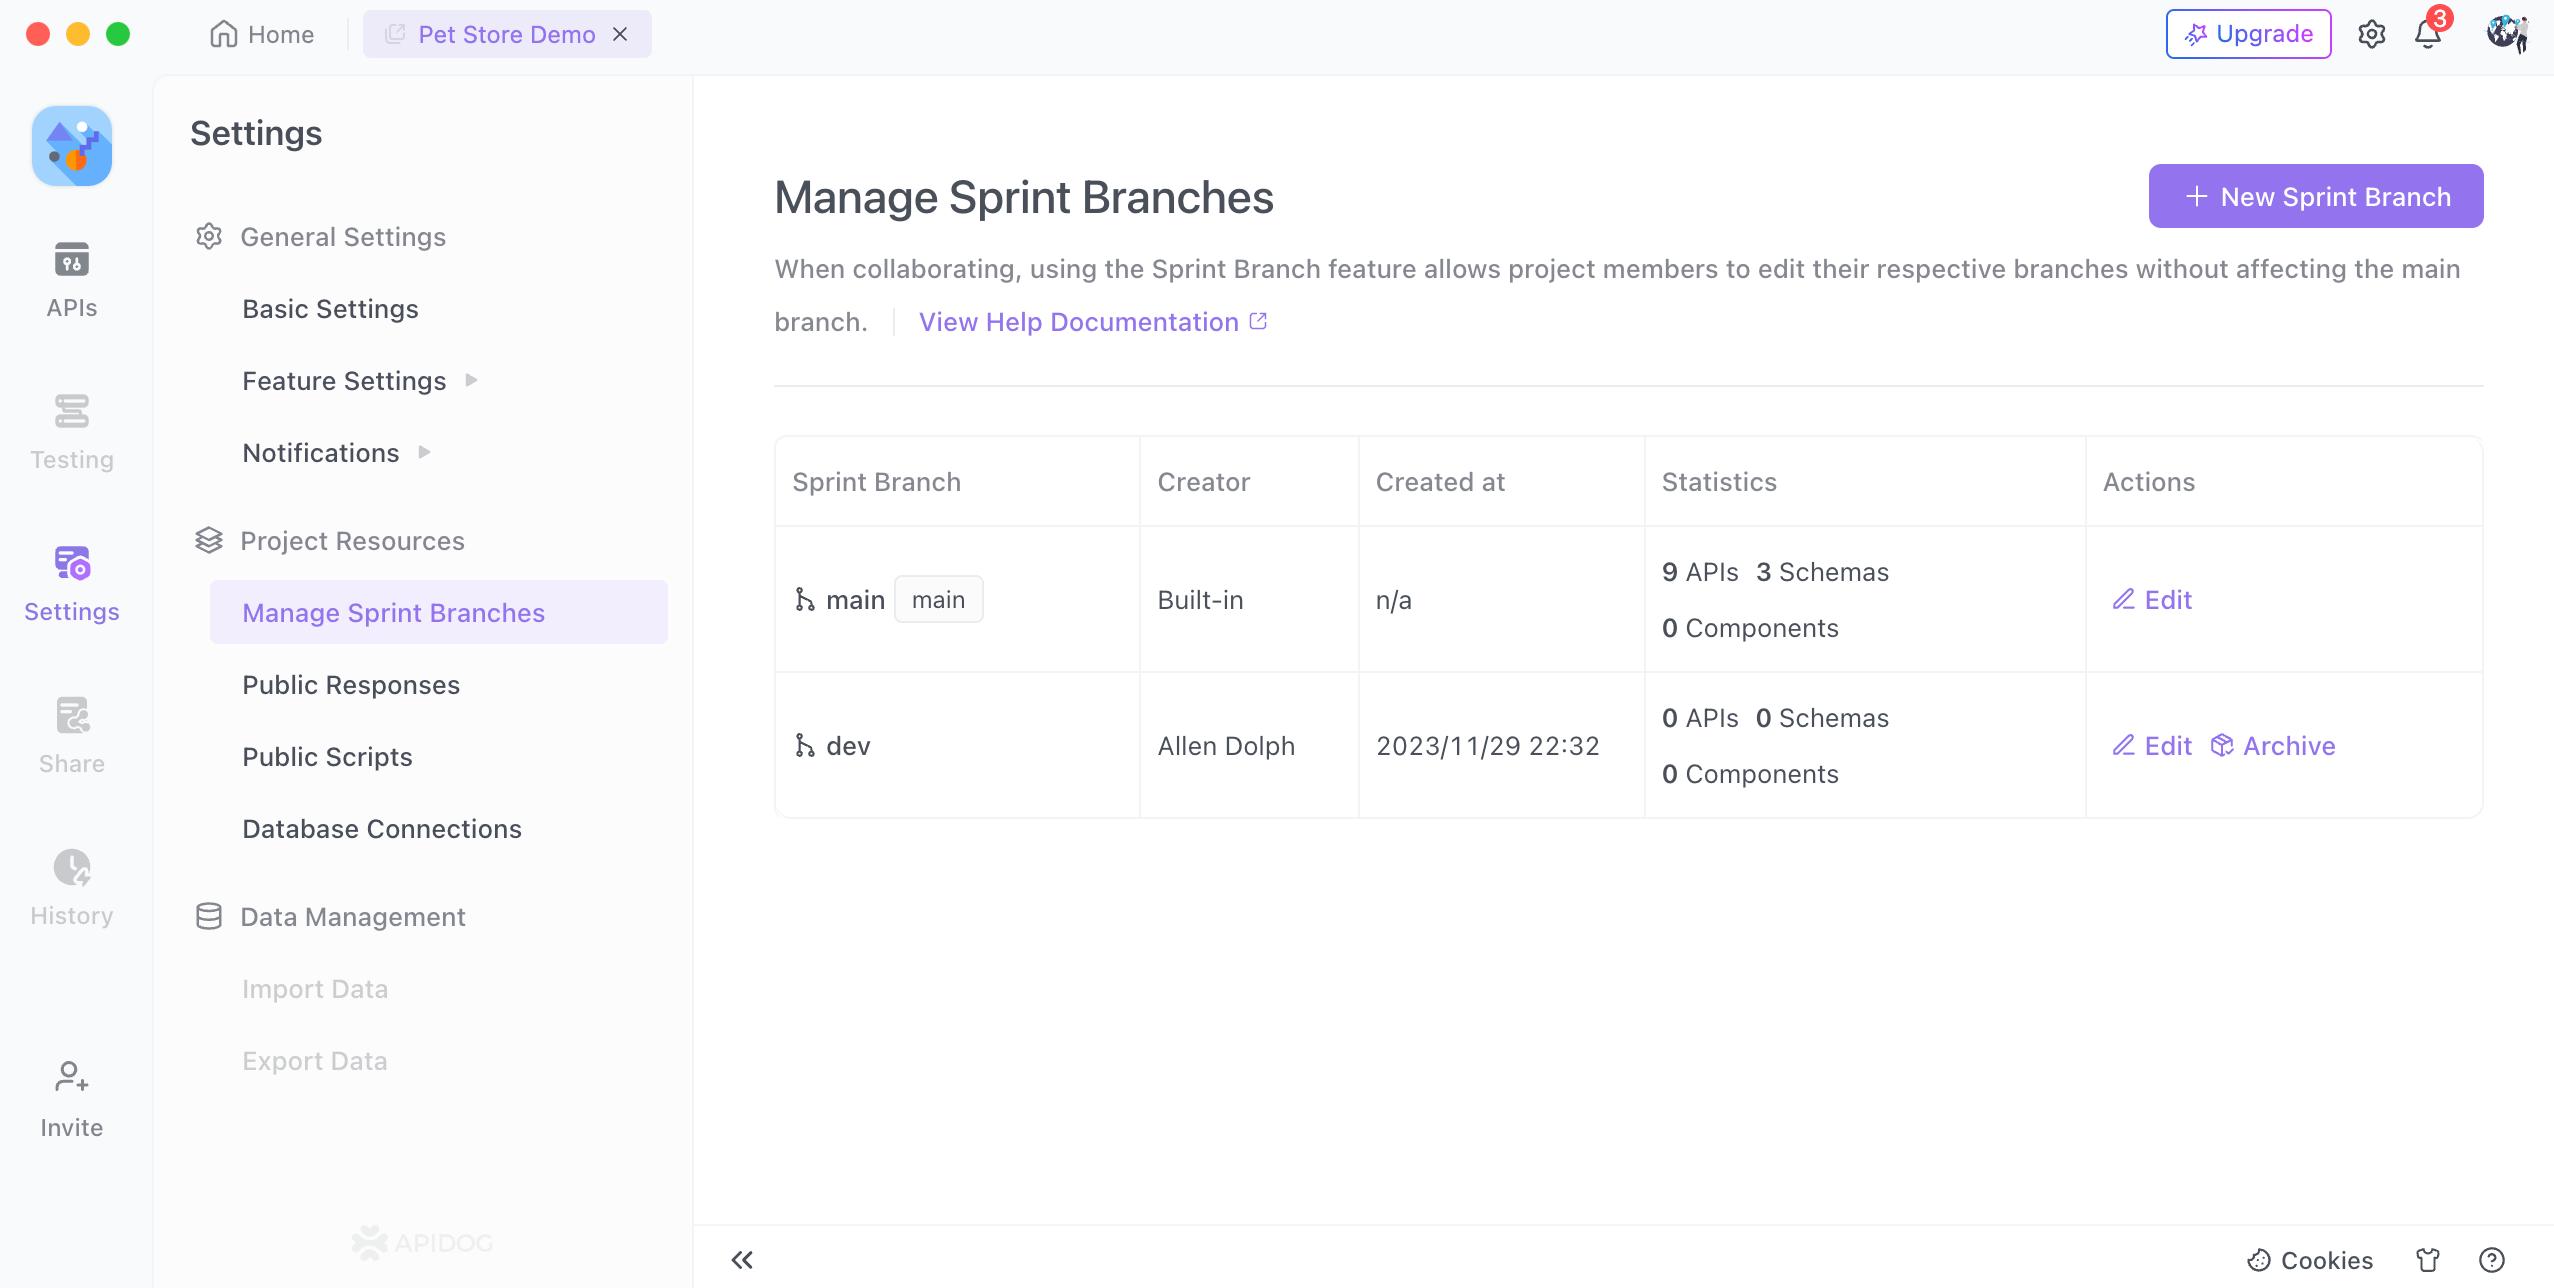 Home
Pet Store Demo
Upgrade
3
APIs
Testing
Settings
Share
History
Invite
Settings
General Settings
Basic Settings
Feature Settings
Notifications
Project Resources
Manage Sprint Branches
Public Responses
Public Scripts
Database Connections
Data Management
Import Data
Export Data
APIDOG
Manage Sprint Branches
New Sprint Branch
When collaborating, using the Sprint Branch feature allows project members to edit their respective branches without affecting the main
branch.
View Help Documentation
Sprint Branch Creator Created at Statistics Actions
main main Built-in n/a 9 APIs 3 Schemas
0 Components
Edit
dev Allen Dolph 2023/11/29 22:32 0 APIs 0 Schemas
0 Components
Edit Archive
Cookies